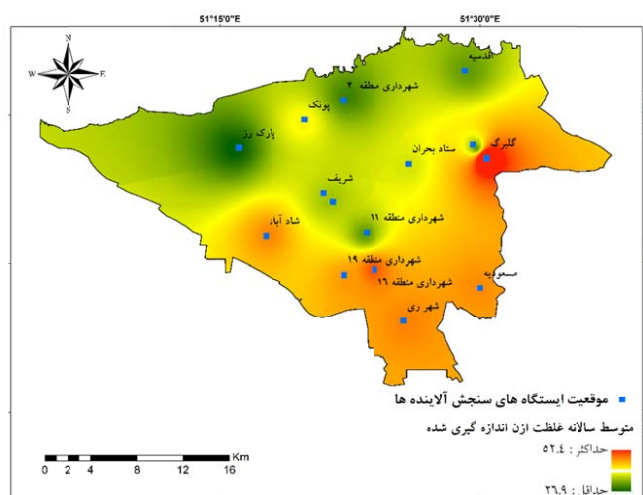 51°15'0"E
51°30'0"E
N
W
E
S
اقدسیه
شهرداری مطقه ۲
پونک
پارک رز
ستاد بحران
گلبرگ
شریف
شاد آباد
شهرداری منطقه ۱۱
شهرداری منطقه ۱۹
شهرداری منطقه ۱۶
مسعودیه
شهر ری
موقعیت ایستگاه های سنجش آلاینده ها
متوسط سالانه غلظت ازن اندازه گیری شده
حداکثر : ۵۲.۴
حداقل : ۲۶.۹
Km
0 2 4 8 12 16